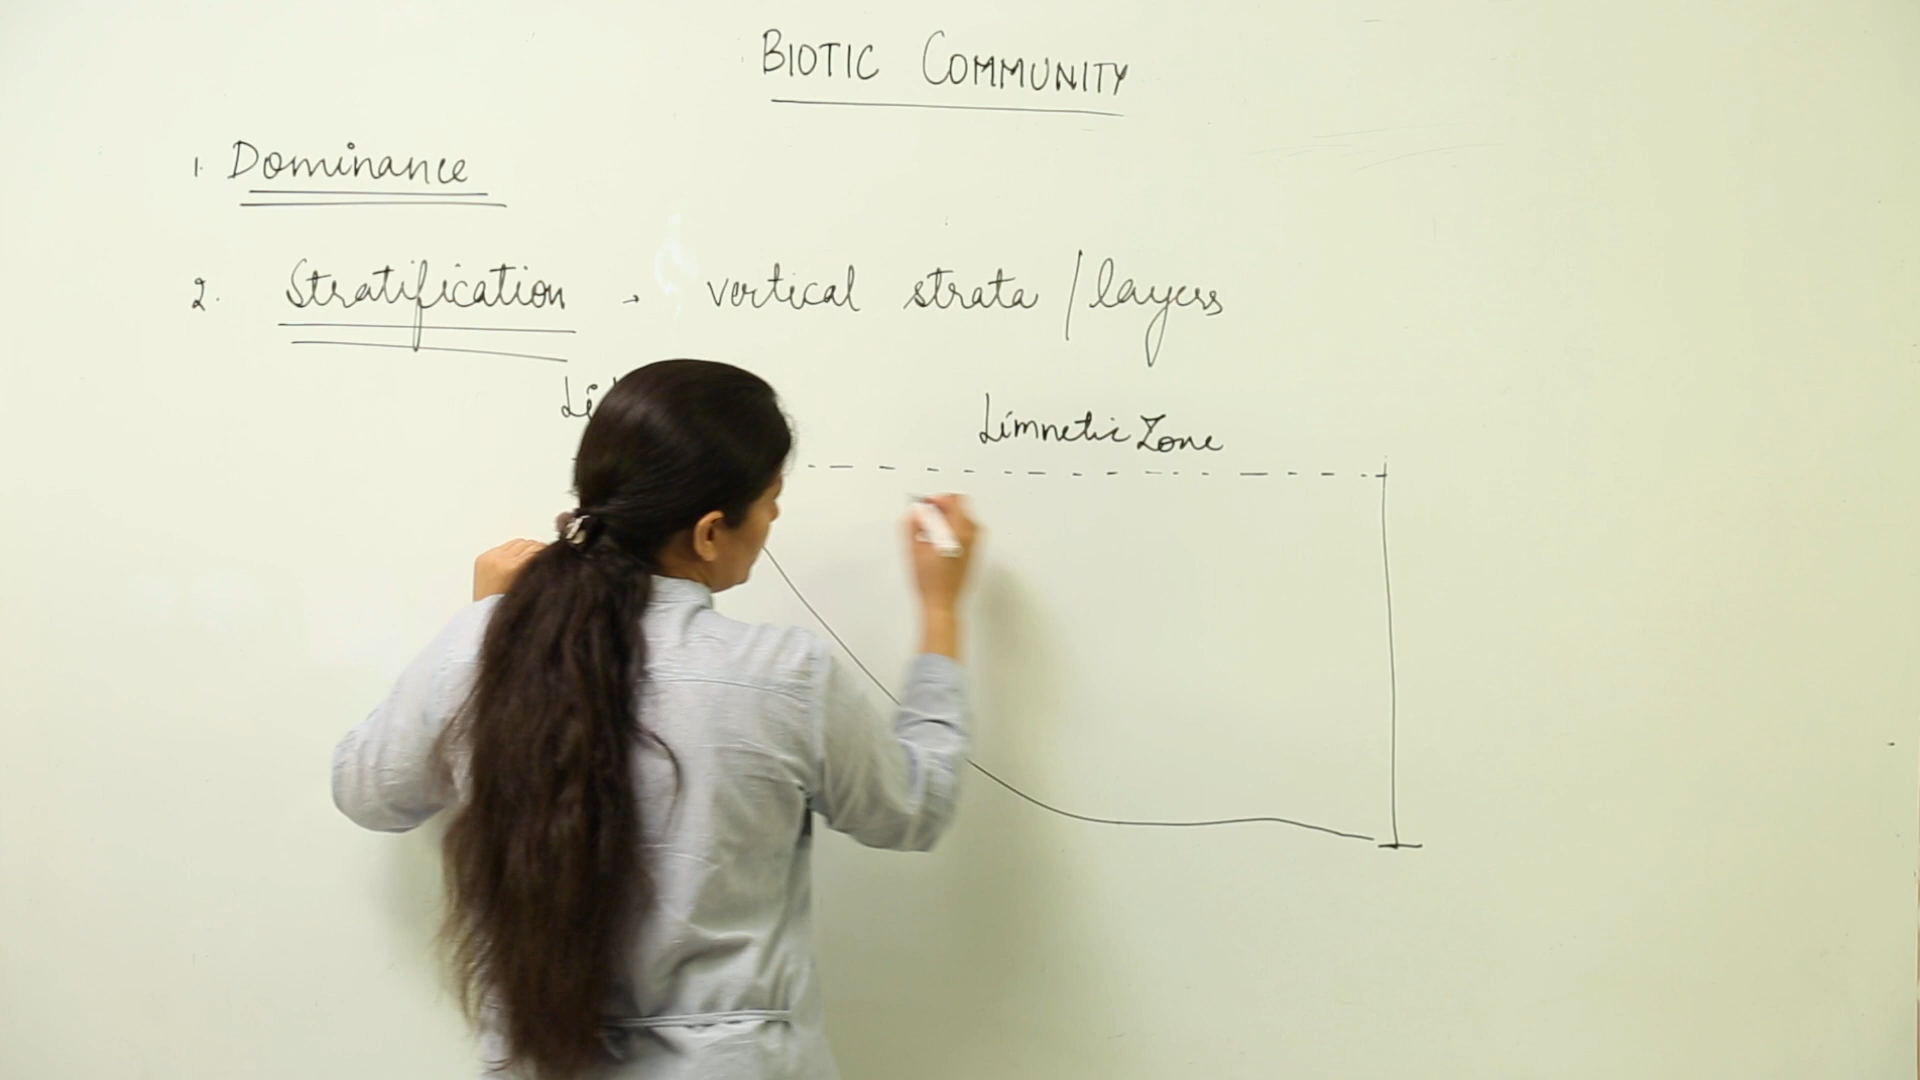 BIOTIC COMMUNITY
1. Dominance
2. Stratification → vertical strata / layers
Limnetic Zone